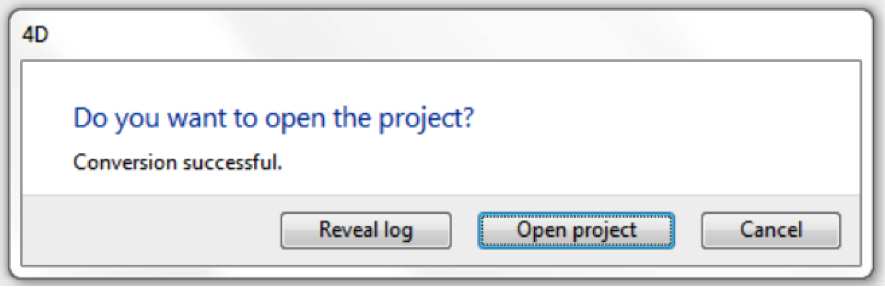 4D
Do you want to open the project?
Conversion successful.
Reveal log
Open project
Cancel